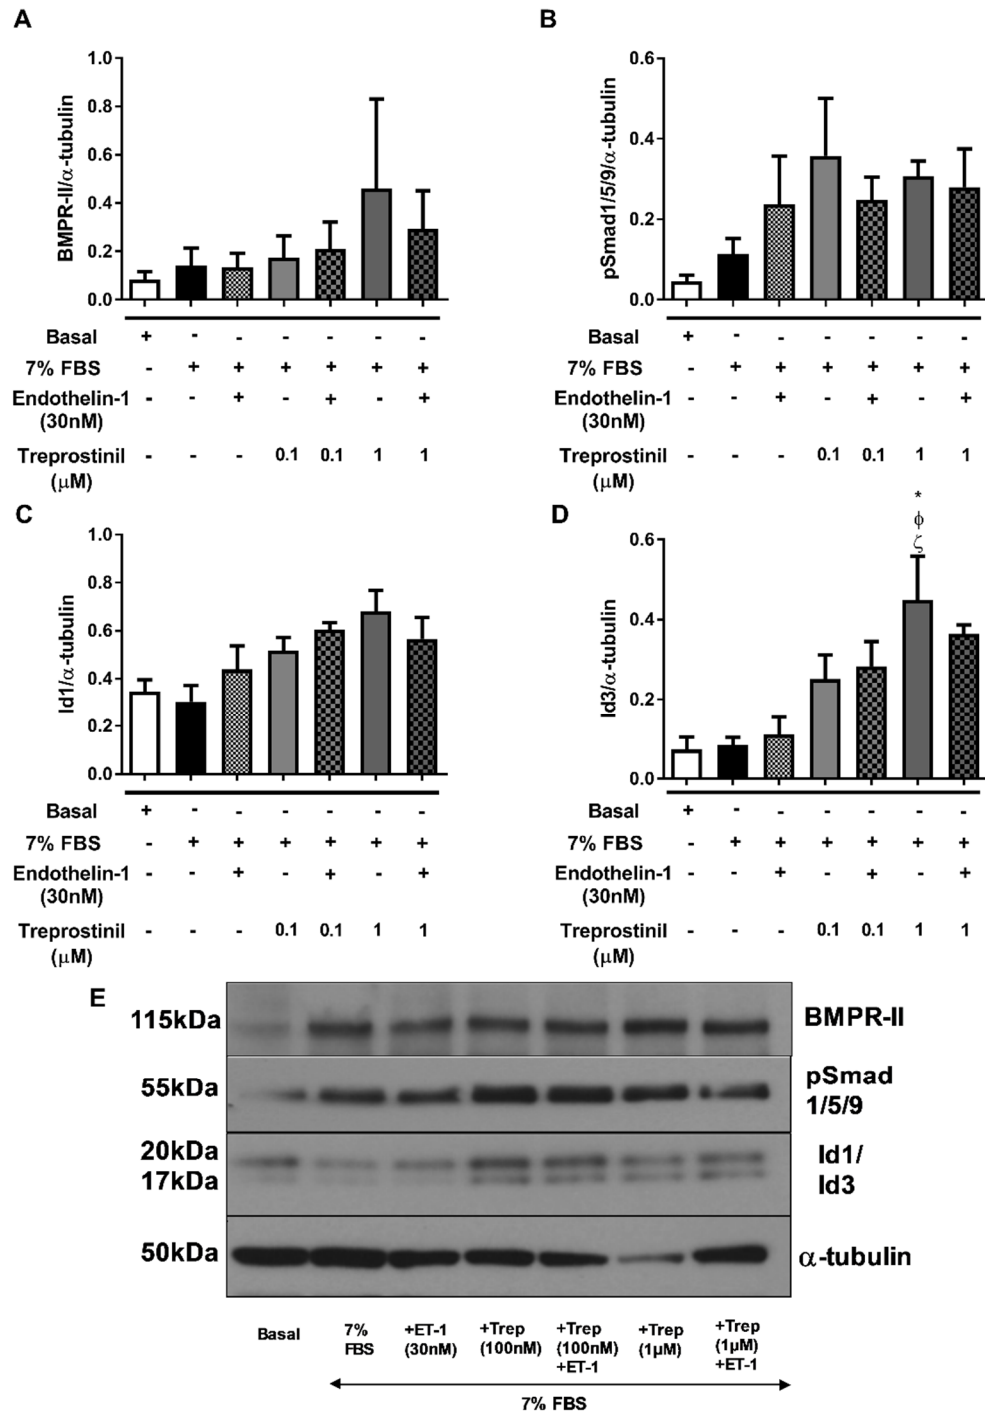 A
BMPR-II/α-tubulin
1.0
0.8
0.6
0.4
0.2
0.0
Basal + - - - - - -
7% FBS - + + + + + +
Endothelin-1 - - + - + - +
(30nM)
Treprostinil - - - 0.1 0.1 1 1
(μM)
B
pSmad1/5/9/α-tubulin
0.6
0.4
0.2
0.0
Basal + - - - - - -
7% FBS - + + + + + +
Endothelin-1 - - + - + - +
(30nM)
Treprostinil - - - 0.1 0.1 1 1
(μM)
C
Id1/α-tubulin
1.0
0.8
0.6
0.4
0.2
0.0
Basal + - - - - - -
7% FBS - + + + + + +
Endothelin-1 - - + - + - +
(30nM)
Treprostinil - - - 0.1 0.1 1 1
(μM)
D
*
ϕ
ζ
Id3/α-tubulin
0.6
0.4
0.2
0.0
Basal + - - - - - -
7% FBS - + + + + + +
Endothelin-1 - - + - + - +
(30nM)
Treprostinil - - - 0.1 0.1 1 1
(μM)
E
115kDa
BMPR-II
55kDa
pSmad
1/5/9
20kDa
17kDa
Id1/
Id3
50kDa
α-tubulin
Basal
7%
FBS
+ET-1
(30nM)
+Trep
(100nM)
+Trep
(100nM)
+ET-1
+Trep
(1μM)
+Trep
(1μM)
+ET-1
7% FBS